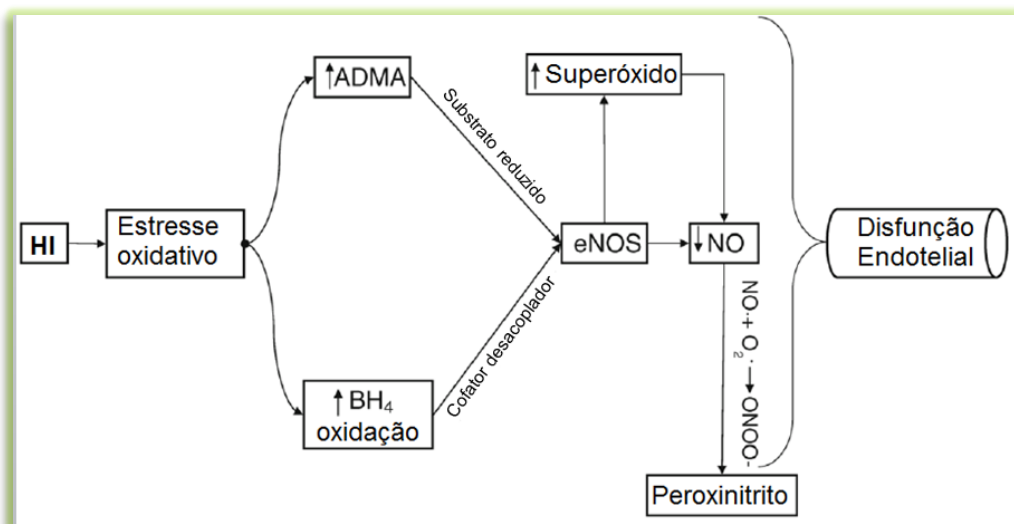 ↑ADMA
↑ Superóxido
Substrato reduzido
HI
Estresse
oxidativo
eNOS
↓NO
Disfunção
Endotelial
Cofator desacoplador
NO·+ O₂·→ONOO-
↑ BH₄
oxidação
Peroxinitrito